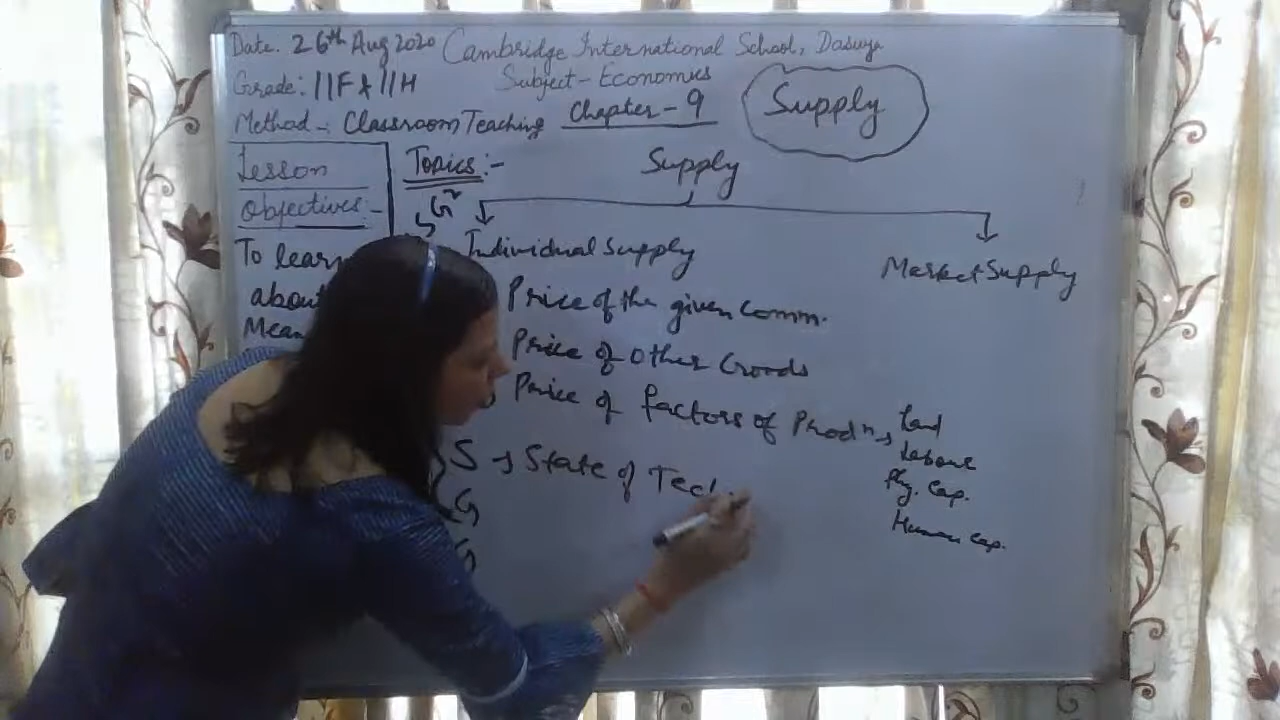 Date. 26th Aug 2020 Cambridge International School, Dasuya
Grade: 11F & 11H Subject - Economics
Method -: Classroom Teaching Chapter - 9 Supply
Lesson
Objectives:-
To learn
about
Mean
Topics:-
Supply
Individual Supply
Market Supply
Price of the given comm.
Price of Other Goods
Price of factors of Prodn
Land
Labour
Phy. Cap.
Human Cap.
S → State of Tech
G
G